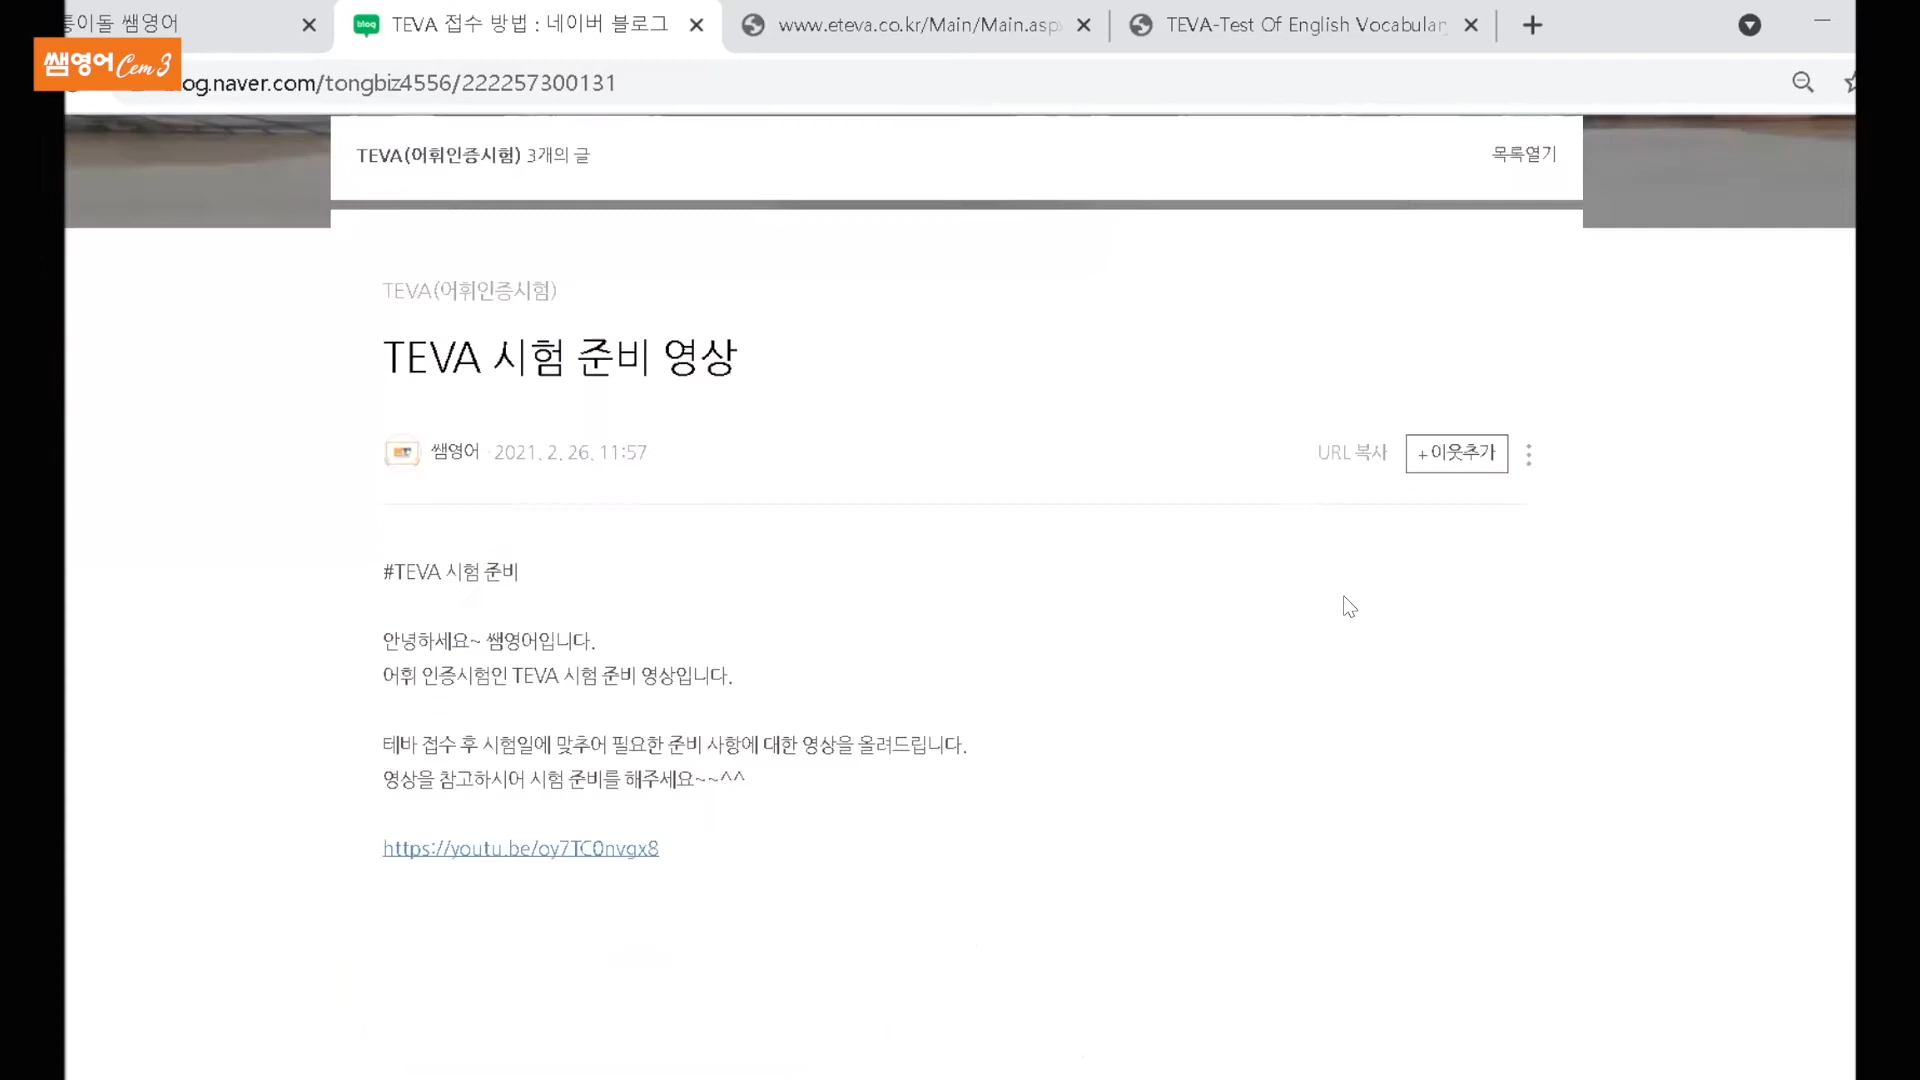 통이돌 쌤영어
blog
TEVA 접수 방법 : 네이버 블로그
www.eteva.co.kr/Main/Main.asp
TEVA-Test Of English Vocabular
쌤영어 Cem 3
og.naver.com/tongbiz4556/222257300131
TEVA(어휘인증시험) 3개의 글
목록열기
TEVA(어휘인증시험)
TEVA 시험 준비 영상
쌤영어 · 2021. 2. 26. 11:57
URL 복사
+이웃추가
#TEVA 시험 준비
안녕하세요~ 쌤영어입니다.
어휘 인증시험인 TEVA 시험 준비 영상입니다.
테바 접수 후 시험일에 맞추어 필요한 준비 사항에 대한 영상을 올려드립니다.
영상을 참고하시어 시험 준비를 해주세요~~^^
https://youtu.be/oy7TC0nvgx8